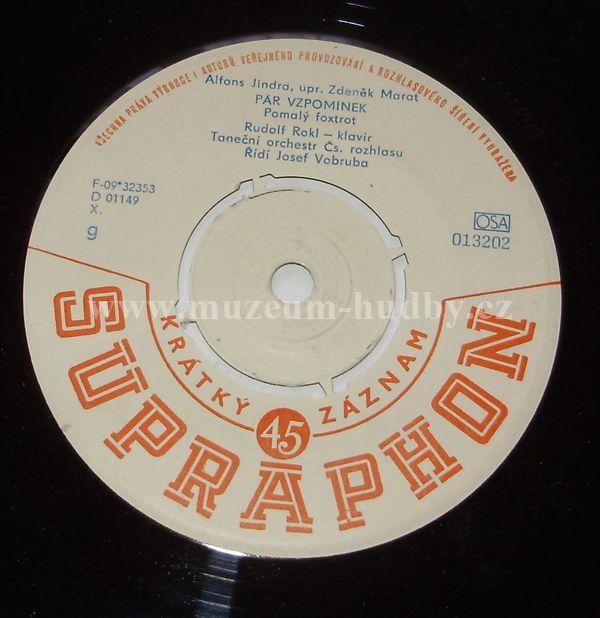 VŠECHNA PRÁVA VÝROBCE I AUTORŮ, VEŘEJNÉHO PROVOZOVÁNÍ A ROZHLASOVÉHO ŠÍŘENÍ VYHRAŽENA
Alfons Jindra, upr. Zdeněk Marat
PÁR VZPOMÍNEK
Pomalý foxtrot
Rudolf Rokl – klavír
Taneční orchestr Čs. rozhlasu
Řídí Josef Vobruba
F-09*32353
D 01149
X.
g
OSA
013202
www.muzeum-hudby.cz
KRÁTKÝ 45 ZÁZNAM
SUPRAPHON